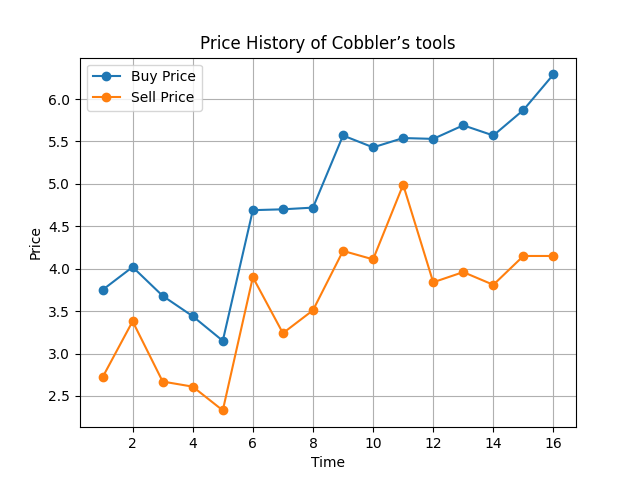 Price History of Cobbler’s tools
Buy Price
Sell Price
Price
6.0
5.5
5.0
4.5
4.0
3.5
3.0
2.5
2 4 6 8 10 12 14 16
Time